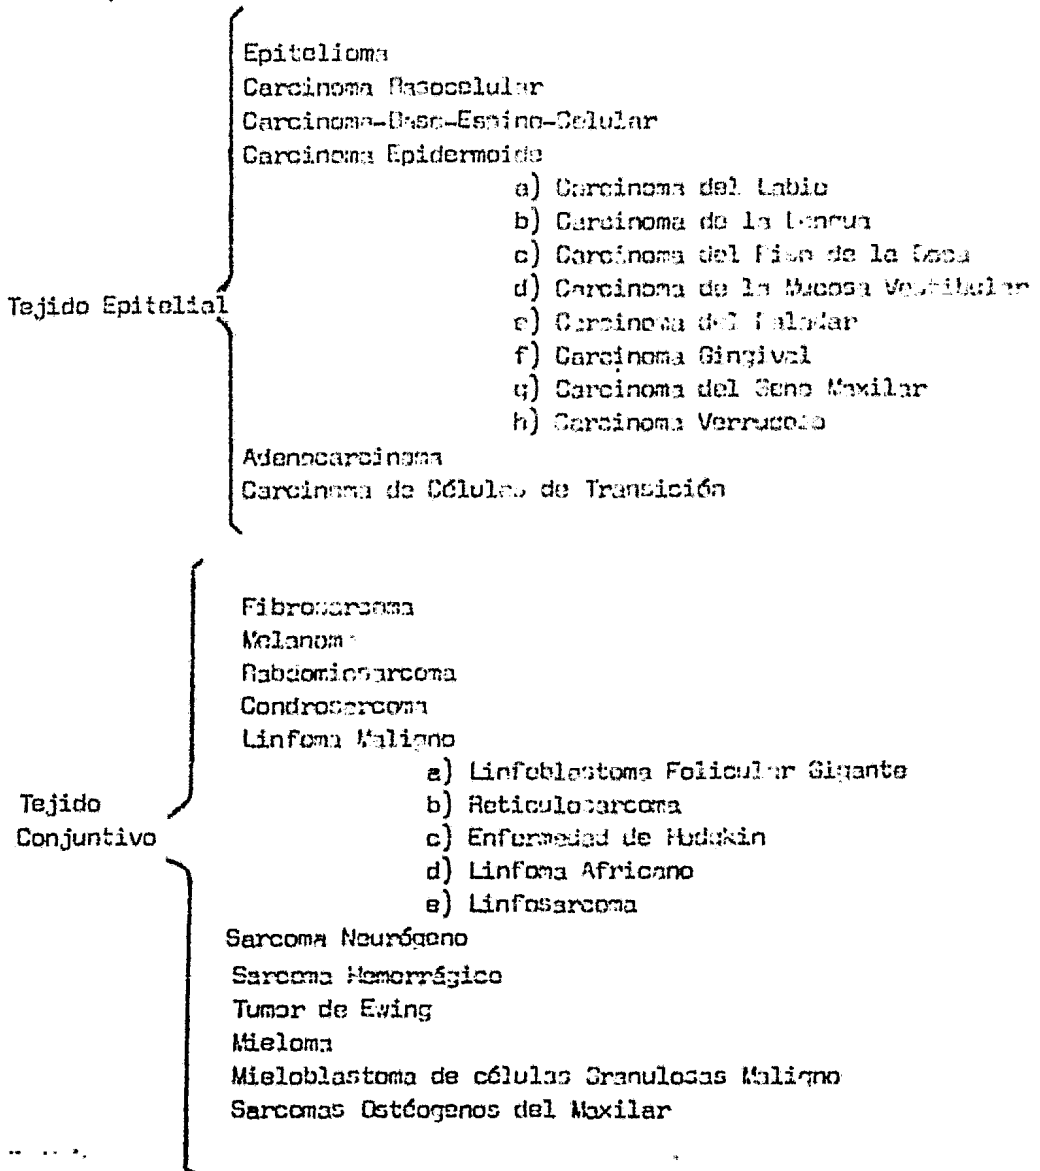 Epitelioma
Carcinoma Basocelular
Carcinoma-Baso-Espino-Celular
Carcinoma Epidermoide
a) Carcinoma del Labio
b) Carcinoma de la Lengua
c) Carcinoma del Piso de la Boca
d) Carcinoma de la Mucosa Vestibular
Tejido Epitelial
e) Carcinoma del Paladar
f) Carcinoma Gingival
g) Carcinoma del Seno Maxilar
h) Carcinoma Verrucoso
Adenocarcinoma
Carcinoma de Células de Transición
Fibrosarcoma
Melanoma
Rabdomiosarcoma
Condrosarcoma
Linfoma Maligno
a) Linfoblastoma Folicular Gigante
Tejido
b) Reticulosarcoma
Conjuntivo
c) Enfermedad de Hodgkin
d) Linfoma Africano
e) Linfosarcoma
Sarcoma Neurógeno
Sarcoma Hemorrágico
Tumor de Ewing
Mieloma
Mieloblastoma de células Granulosas Maligno
Sarcomas Ostéogenos del Maxilar